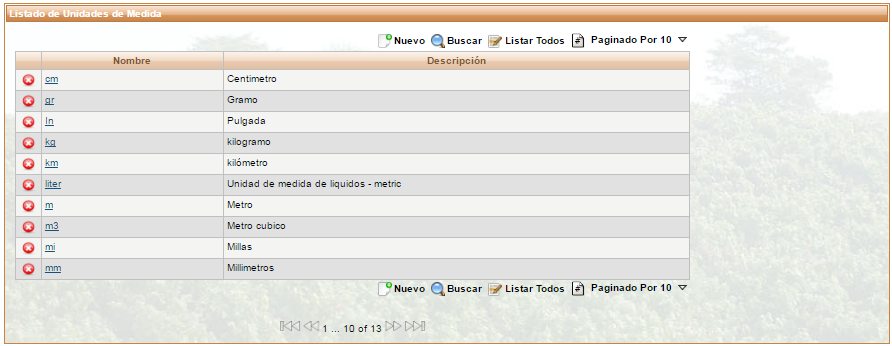 Listado de Unidades de Medida
Nuevo Buscar Listar Todos # Paginado Por 10
Nombre Descripción
cm Centimetro
gr Gramo
In Pulgada
kg kilogramo
km kilómetro
liter Unidad de medida de liquidos - metric
m Metro
m3 Metro cubico
mi Millas
mm Millimetros
Nuevo Buscar Listar Todos # Paginado Por 10
1 ... 10 of 13